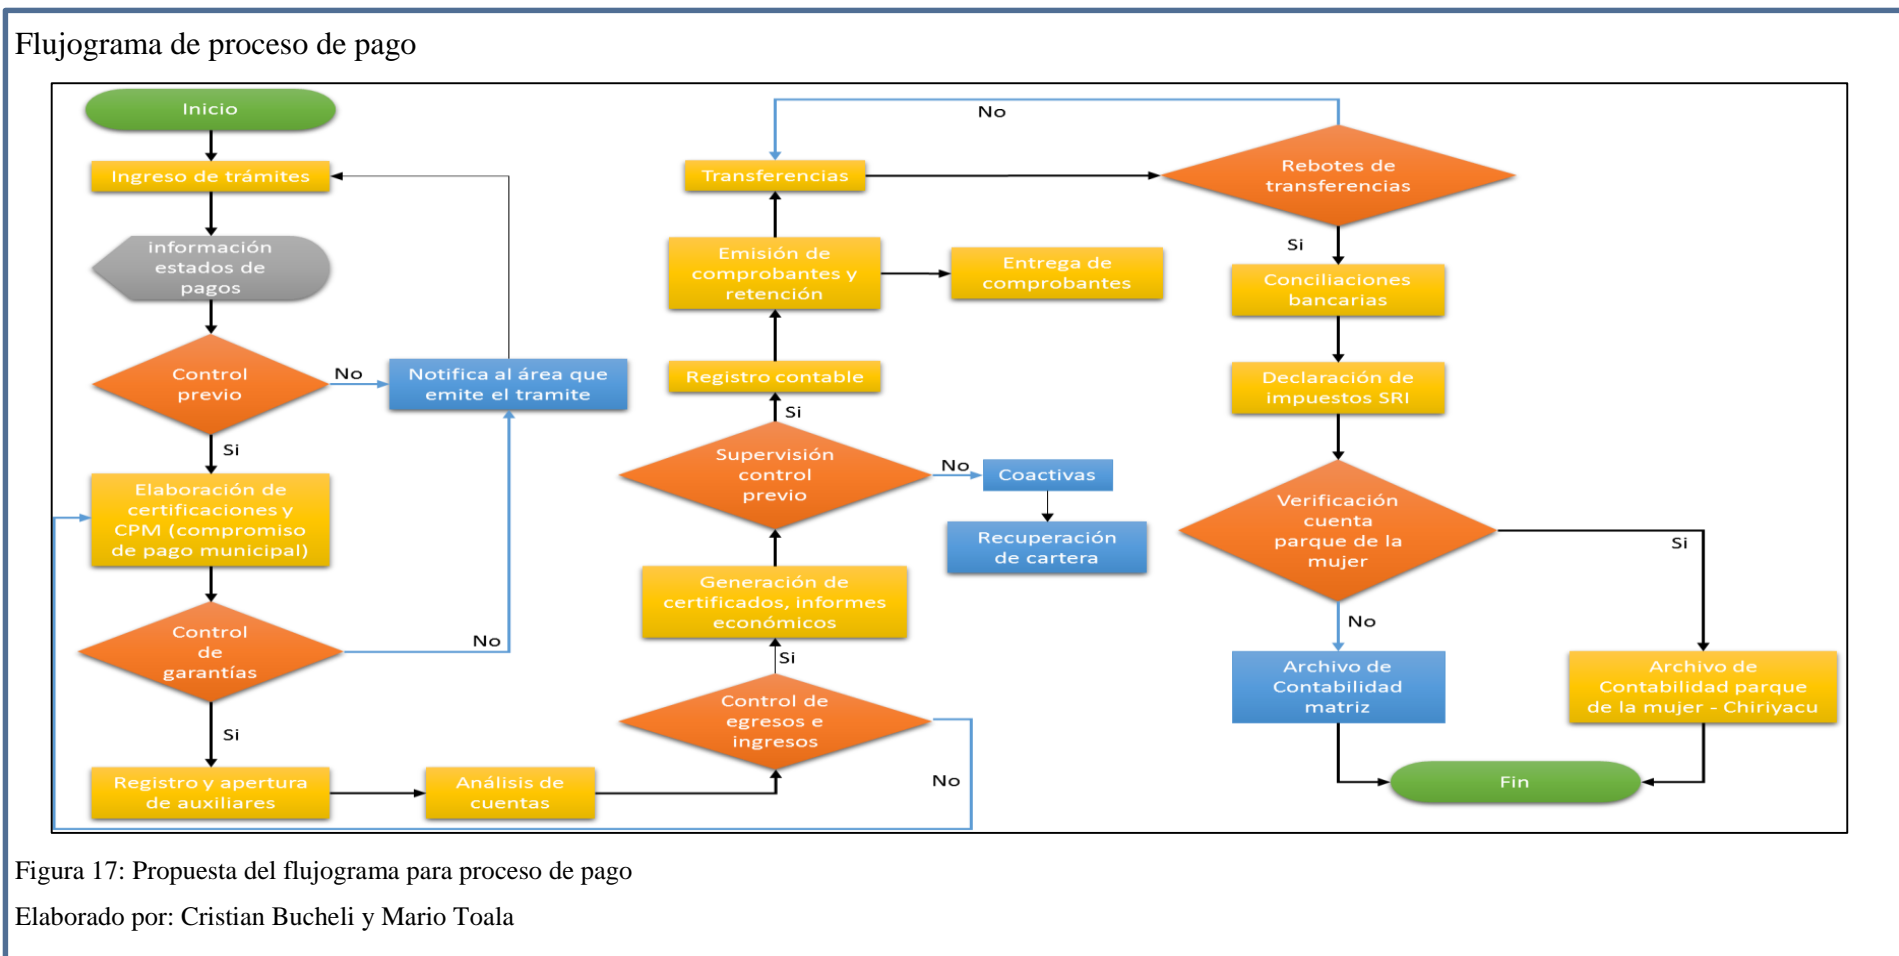 Flujograma de proceso de pago
Inicio
Ingreso de trámites
información
estados de
pagos
Control
previo
No
Notifica al área que
emite el tramite
Si
Elaboración de
certificaciones y
CPM (compromiso
de pago municipal)
Control
de
garantías
No
Si
Registro y apertura
de auxiliares
Análisis de
cuentas
Control de
egresos e
ingresos
No
Si
Generación de
certificados, informes
económicos
Supervisión
control
previo
No
Coactivas
Recuperación
de cartera
Si
Registro contable
Emisión de
comprobantes y
retención
Entrega de
comprobantes
Transferencias
No
Rebotes de
transferencias
Si
Conciliaciones
bancarias
Declaración de
impuestos SRI
Verificación
cuenta
parque de la
mujer
Si
No
Archivo de
Contabilidad
matriz
Archivo de
Contabilidad parque
de la mujer - Chiriyacu
Fin
Figura 17: Propuesta del flujograma para proceso de pago
Elaborado por: Cristian Bucheli y Mario Toala